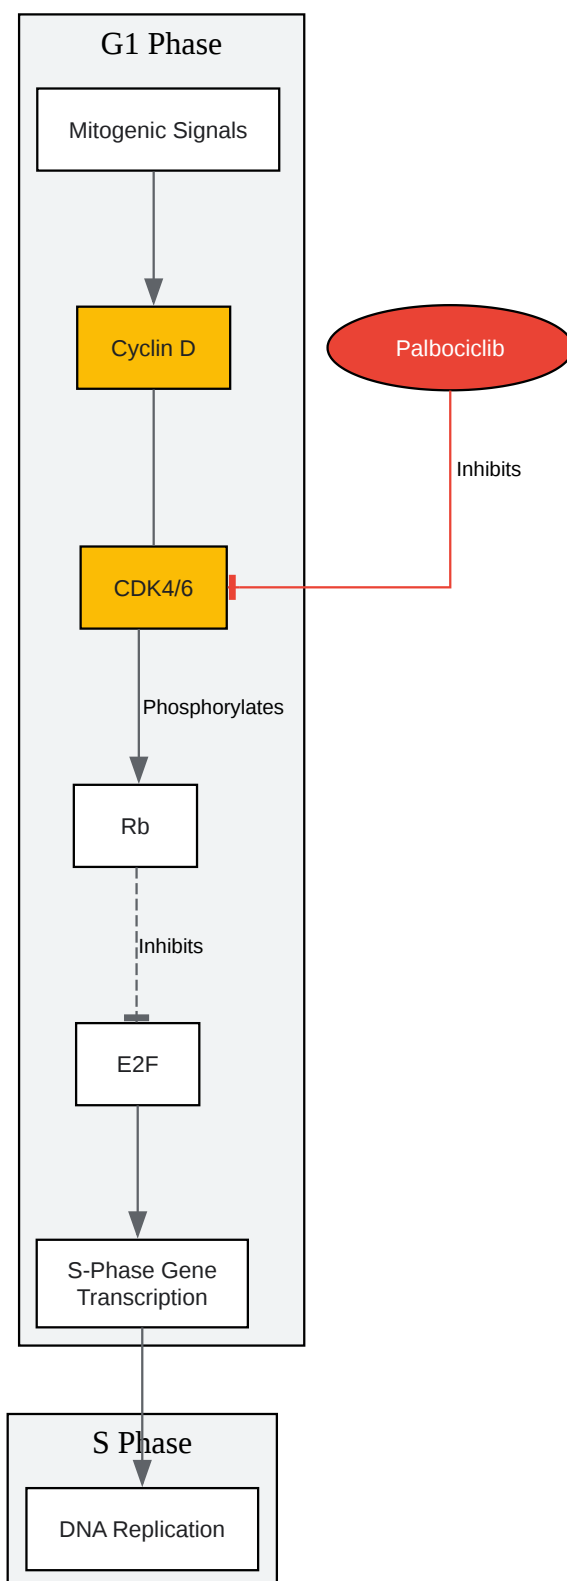 G1 Phase
Mitogenic Signals
Cyclin D
Palbociclib
Inhibits
CDK4/6
Phosphorylates
Rb
Inhibits
E2F
S-Phase Gene
Transcription
S Phase
DNA Replication